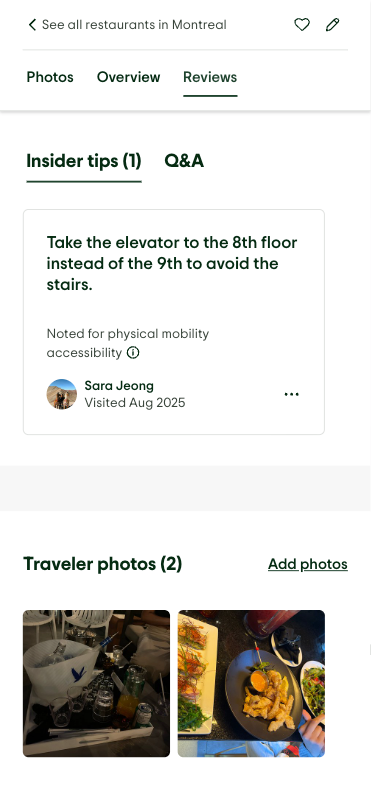 See all restaurants in Montreal
Photos Overview Reviews
Insider tips (1) Q&A
Take the elevator to the 8th floor
instead of the 9th to avoid the
stairs.
Noted for physical mobility
accessibility
Sara Jeong
Visited Aug 2025
Traveler photos (2) Add photos